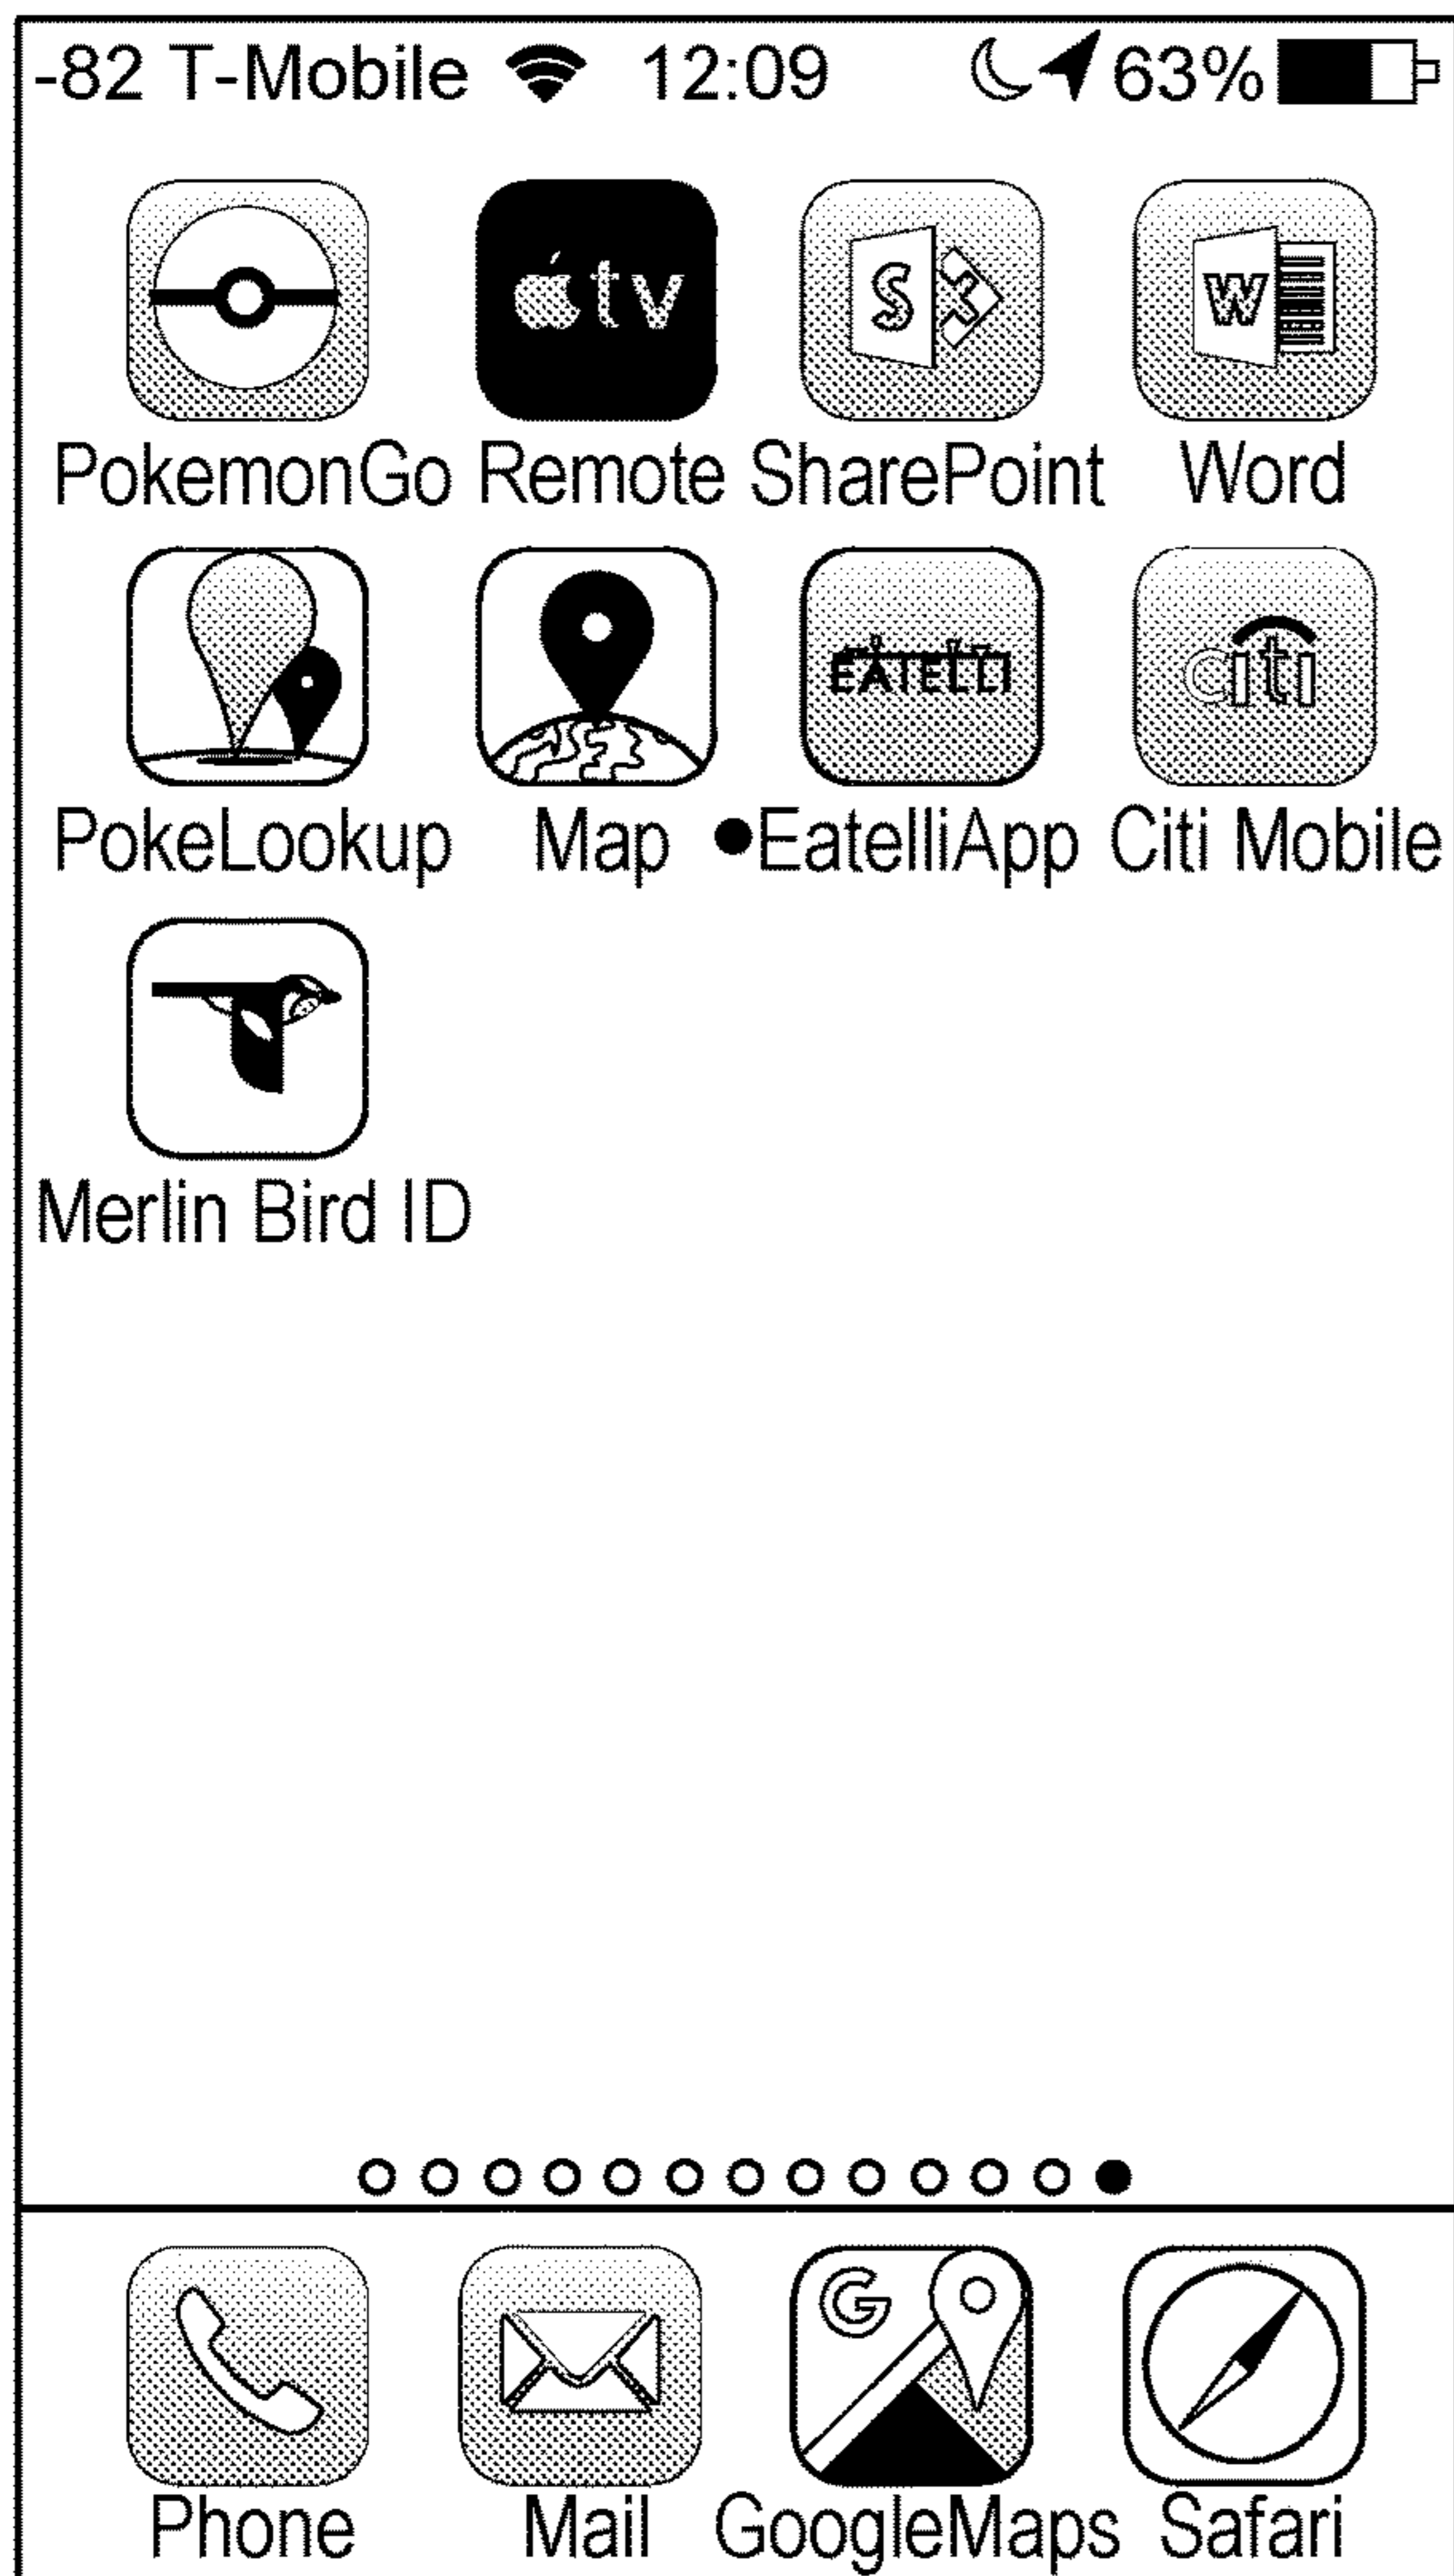 -82 T-Mobile 12:09 63%
tv S W
PokemonGo Remote SharePoint Word
EATELLI citi
PokeLookup Map •EatelliApp Citi Mobile
Merlin Bird ID
G
Phone Mail GoogleMaps Safari